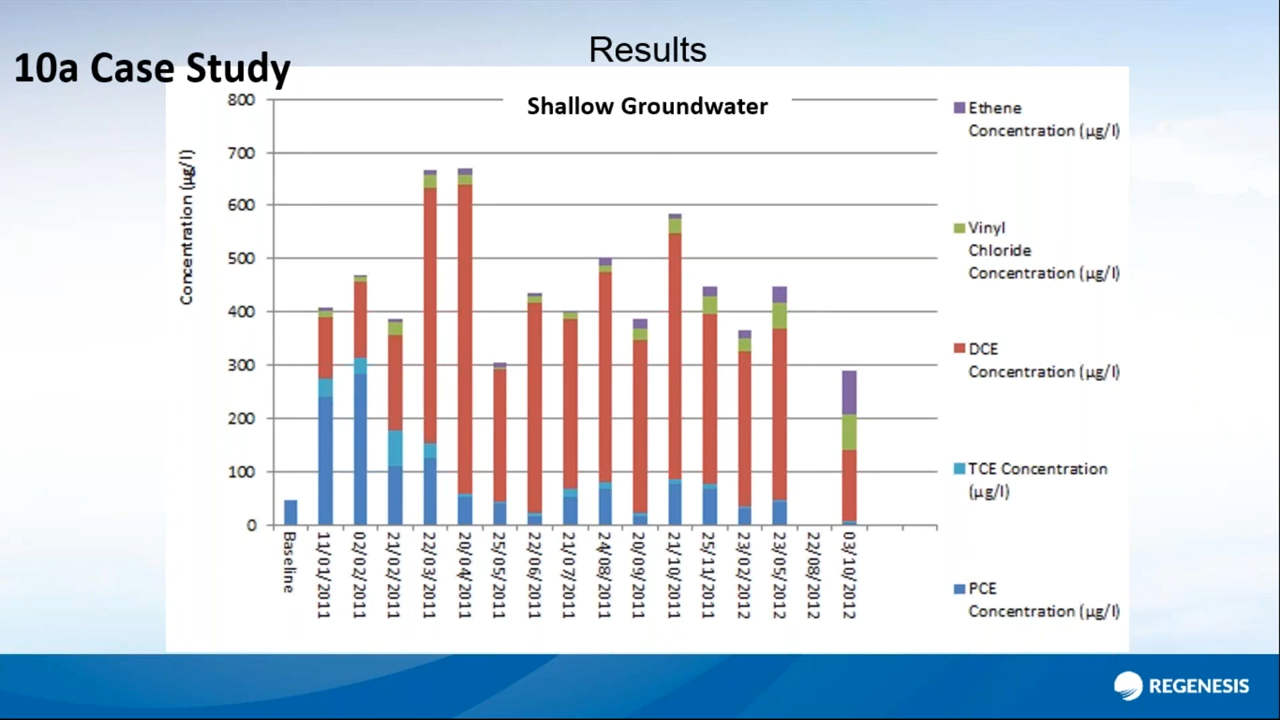 Results
10a Case Study
Shallow Groundwater
Concentration (µg/l)
800
700
600
500
400
300
200
100
0
Baseline
11/01/2011
02/02/2011
21/02/2011
22/03/2011
20/04/2011
25/05/2011
22/06/2011
21/07/2011
24/08/2011
20/09/2011
21/10/2011
25/11/2011
23/02/2012
23/05/2012
22/08/2012
03/10/2012
Ethene
Concentration (µg/l)
Vinyl
Chloride
Concentration (µg/l)
DCE
Concentration (µg/l)
TCE Concentration
(µg/l)
PCE
Concentration (µg/l)
REGENESIS